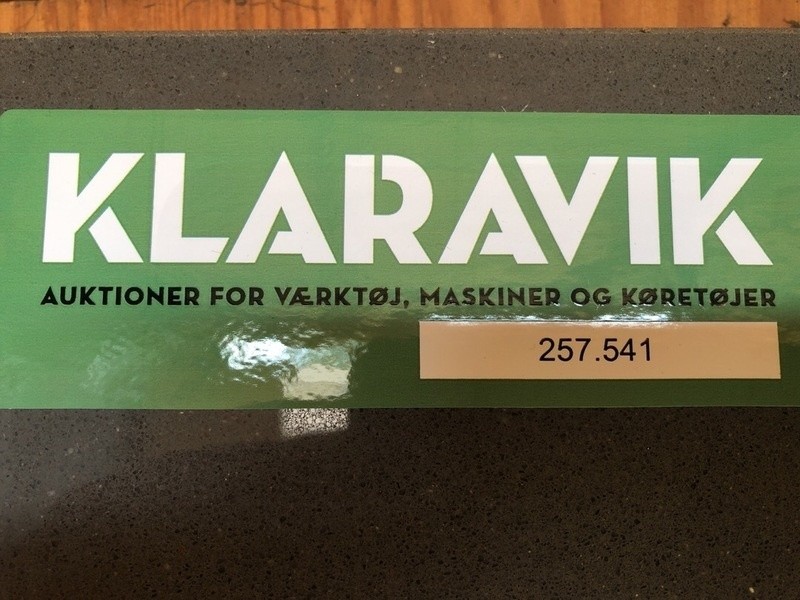 KLARAVIK
AUKTIONER FOR VÆRKTØJ, MASKINER OG KØRETØJER
257.541